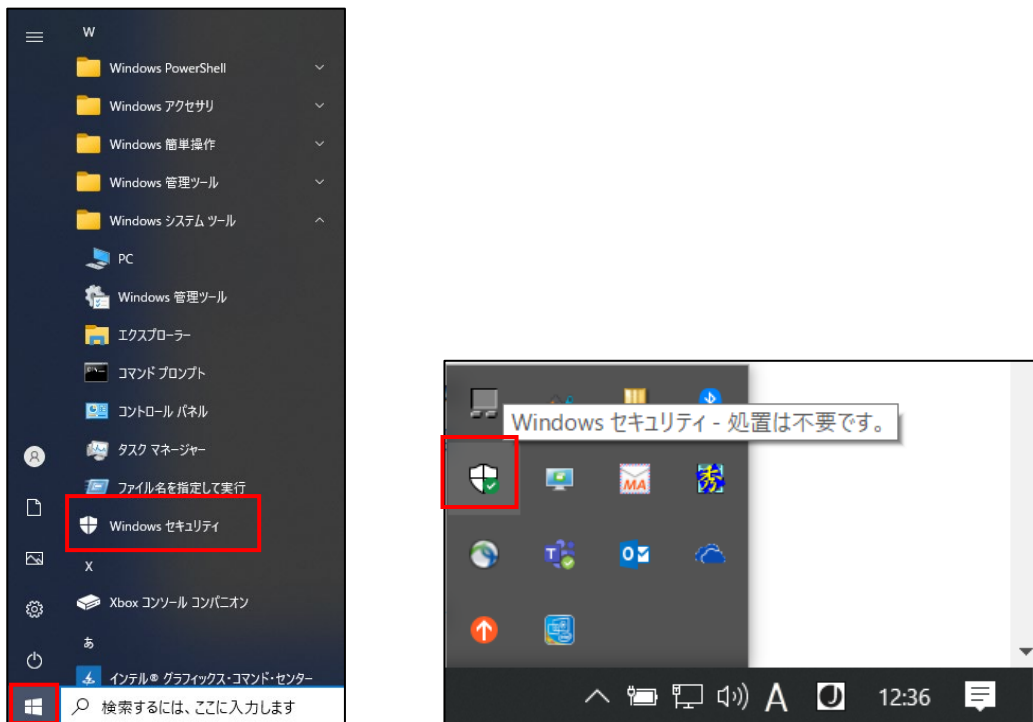 W
Windows PowerShell
Windows アクセサリ
Windows 簡単操作
Windows 管理ツール
Windows システム ツール
PC
Windows 管理ツール
エクスプローラー
コマンド プロンプト
コントロール パネル
タスク マネージャー
ファイル名を指定して実行
Windows セキュリティ
X
Xbox コンソール コンパニオン
あ
インテル® グラフィックス・コマンド・センター
検索するには、ここに入力します
Windows セキュリティ - 処置は不要です。
MA
秀
A
J
12:36